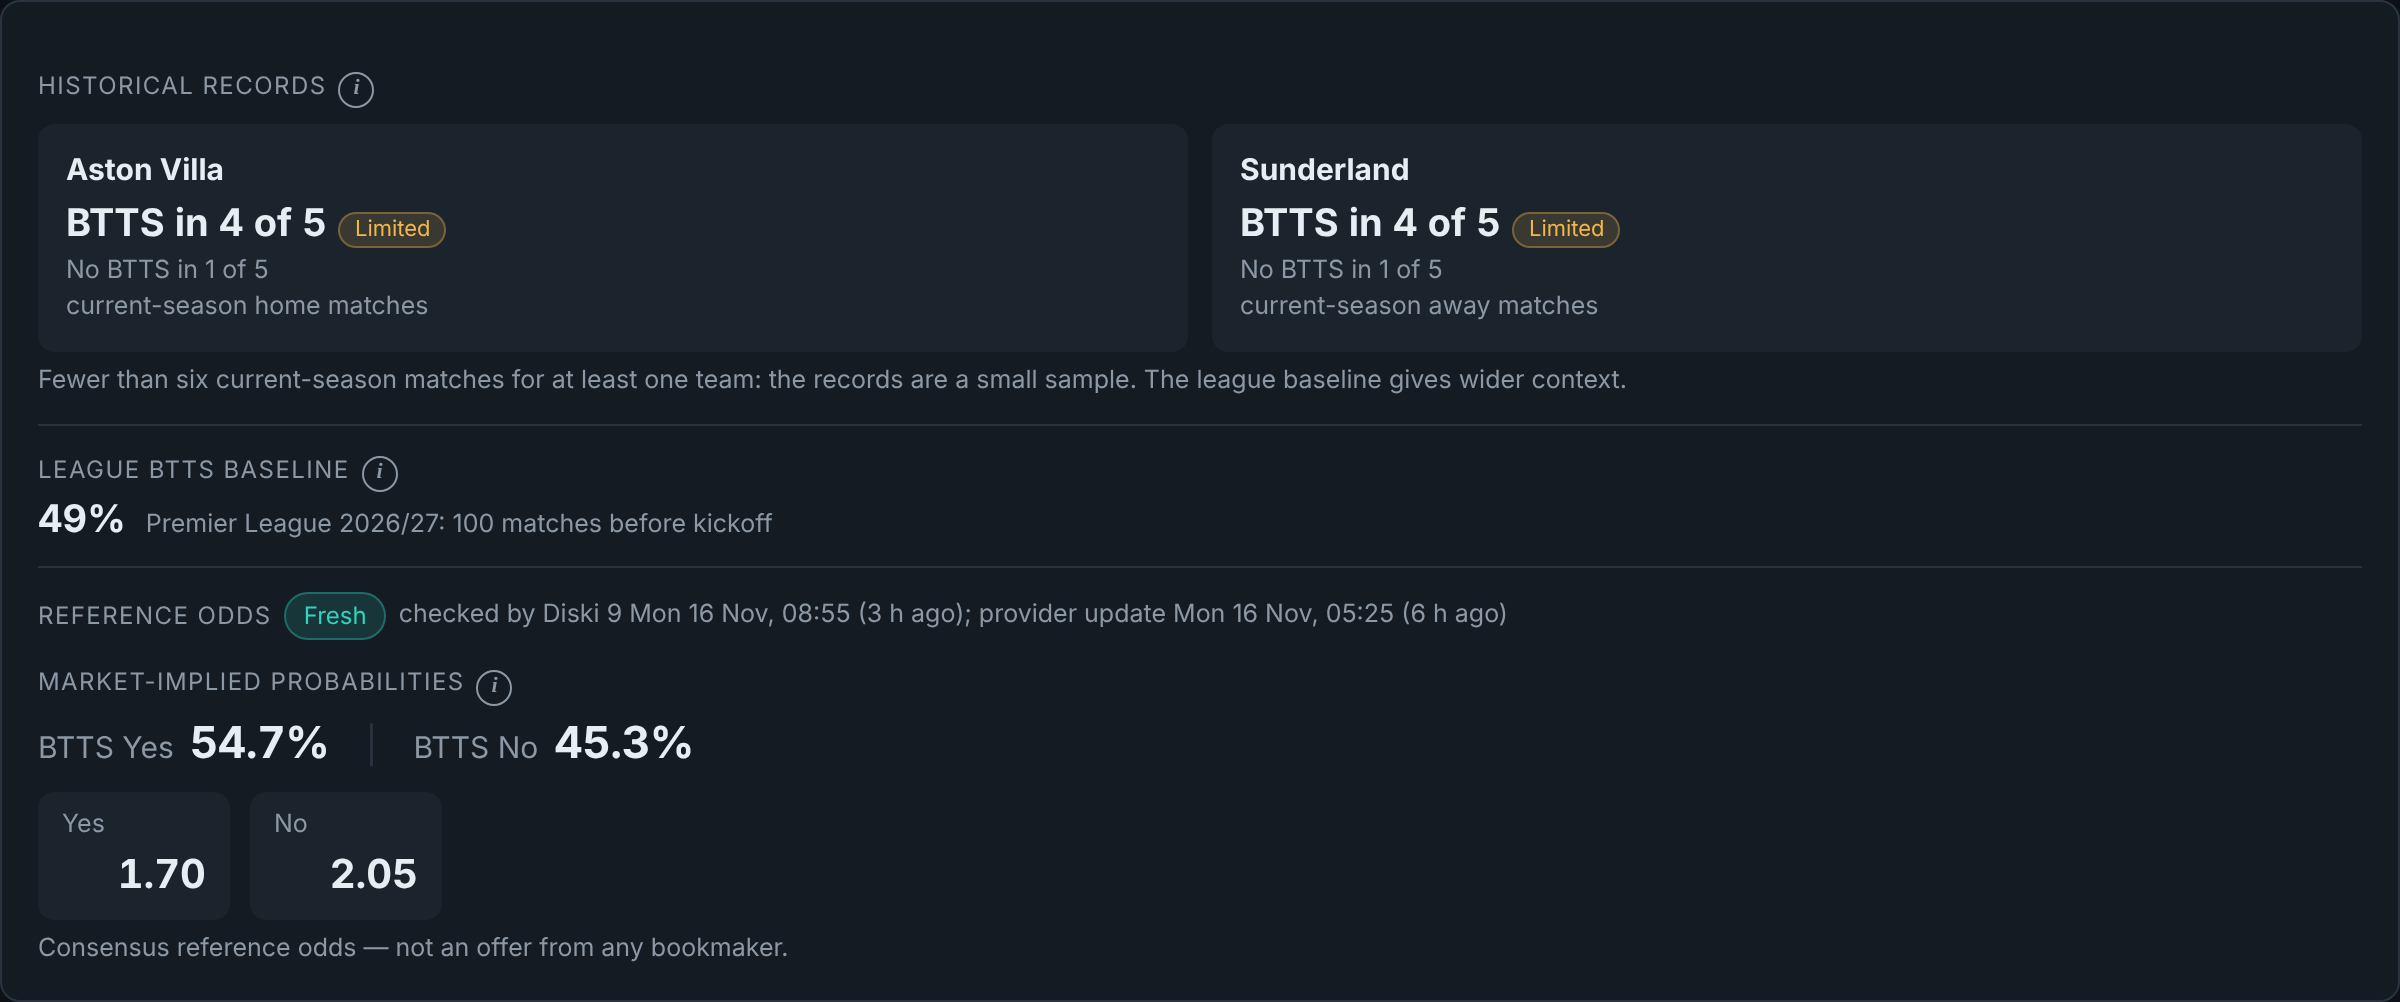 HISTORICAL RECORDS i
Aston Villa
BTTS in 4 of 5 Limited
No BTTS in 1 of 5
current-season home matches
Sunderland
BTTS in 4 of 5 Limited
No BTTS in 1 of 5
current-season away matches
Fewer than six current-season matches for at least one team: the records are a small sample. The league baseline gives wider context.
LEAGUE BTTS BASELINE i
49% Premier League 2026/27: 100 matches before kickoff
REFERENCE ODDS Fresh checked by Diski 9 Mon 16 Nov, 08:55 (3 h ago); provider update Mon 16 Nov, 05:25 (6 h ago)
MARKET-IMPLIED PROBABILITIES i
BTTS Yes 54.7% BTTS No 45.3%
Yes
1.70
No
2.05
Consensus reference odds — not an offer from any bookmaker.